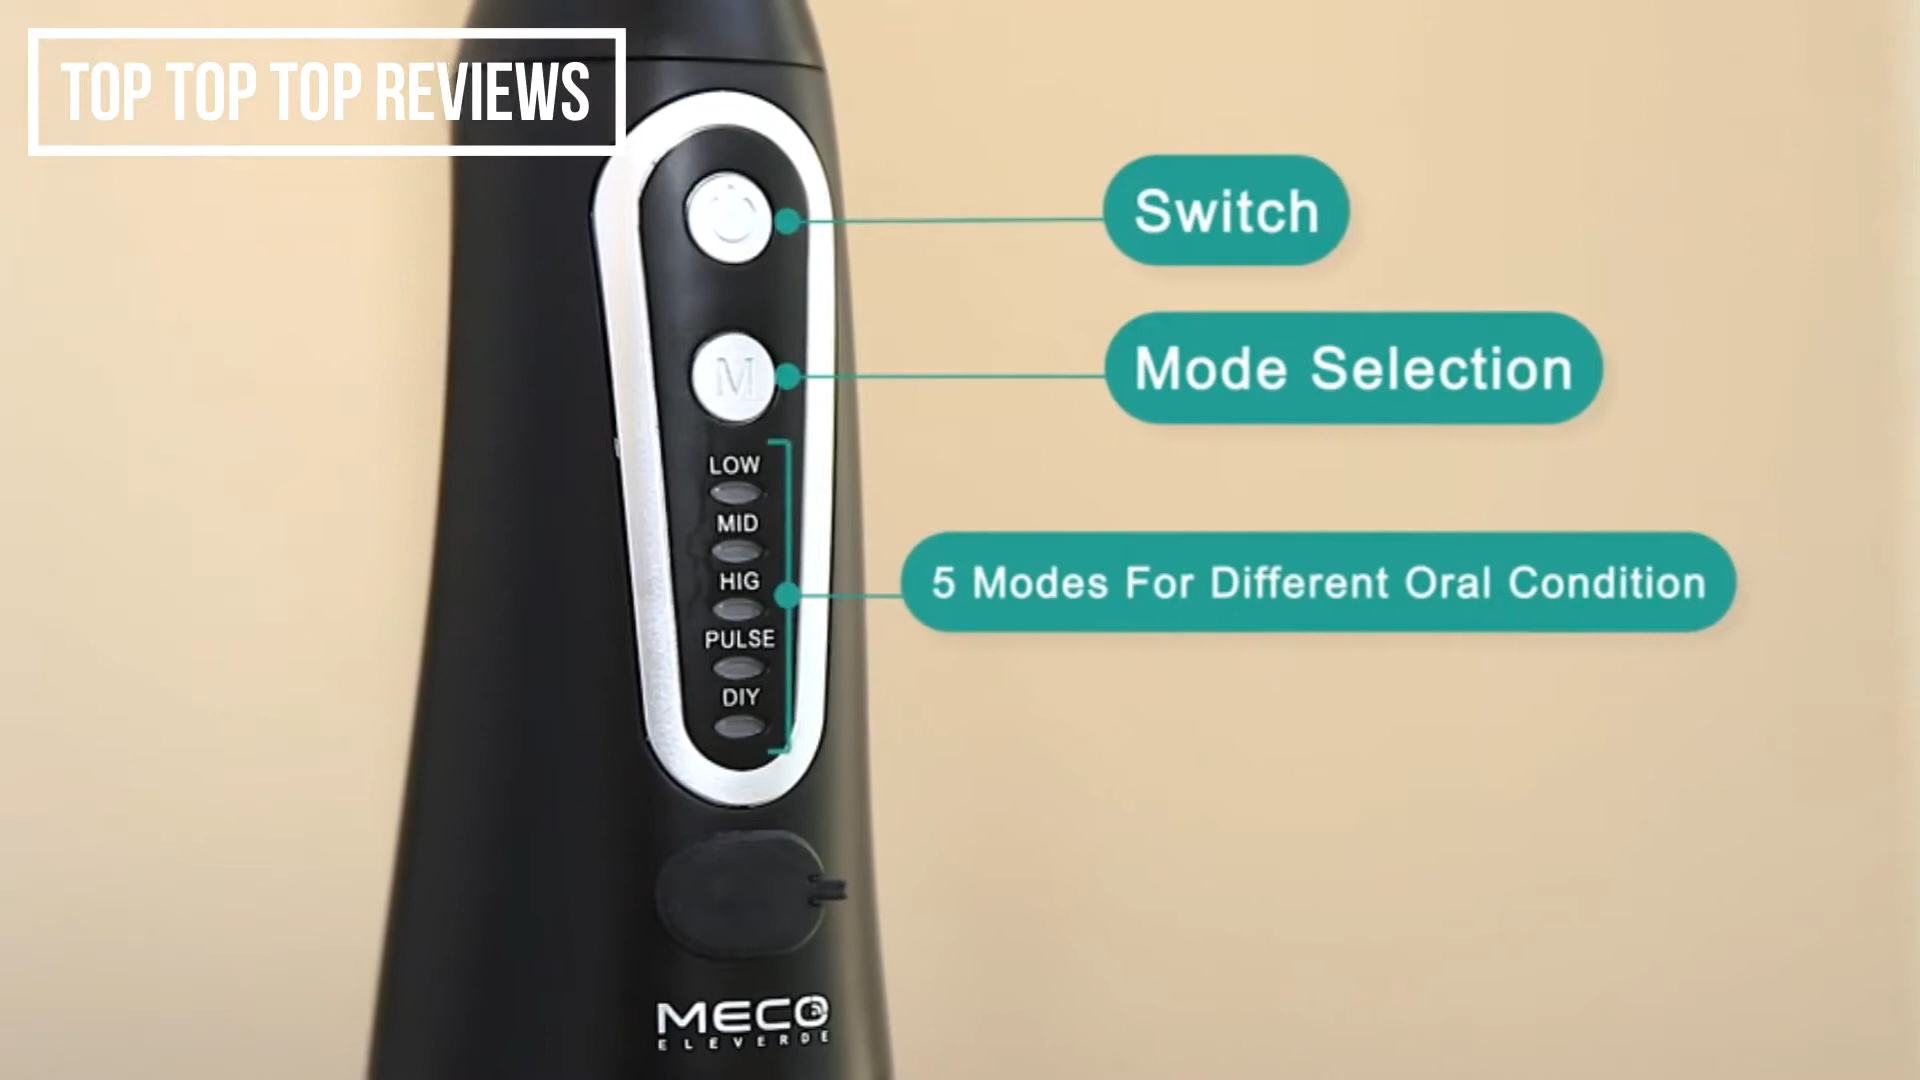 TOP TOP TOP REVIEWS
Switch
M
Mode Selection
LOW
MID
HIG
PULSE
DIY
5 Modes For Different Oral Condition
MECO
ELEVERDE